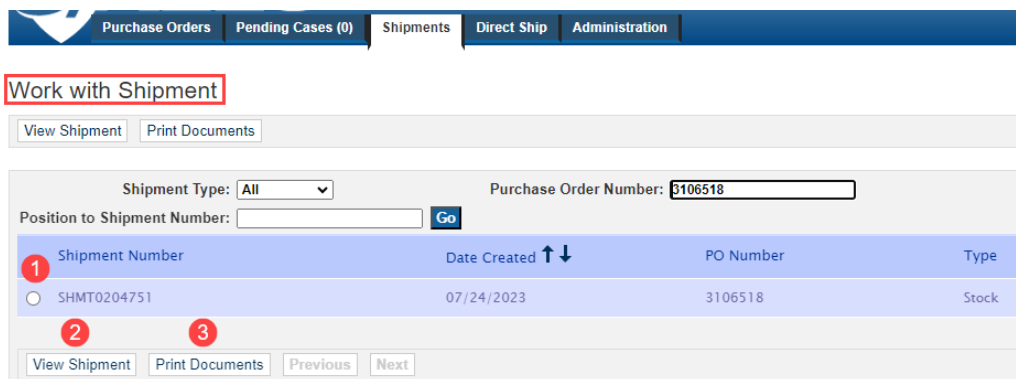 Purchase Orders Pending Cases (0) Shipments Direct Ship Administration
Work with Shipment
View Shipment Print Documents
Shipment Type: All Purchase Order Number: 3106518
Position to Shipment Number: Go
Shipment Number Date Created ↑↓ PO Number Type
1
SHMT0204751 07/24/2023 3106518 Stock
2 3
View Shipment Print Documents Previous Next